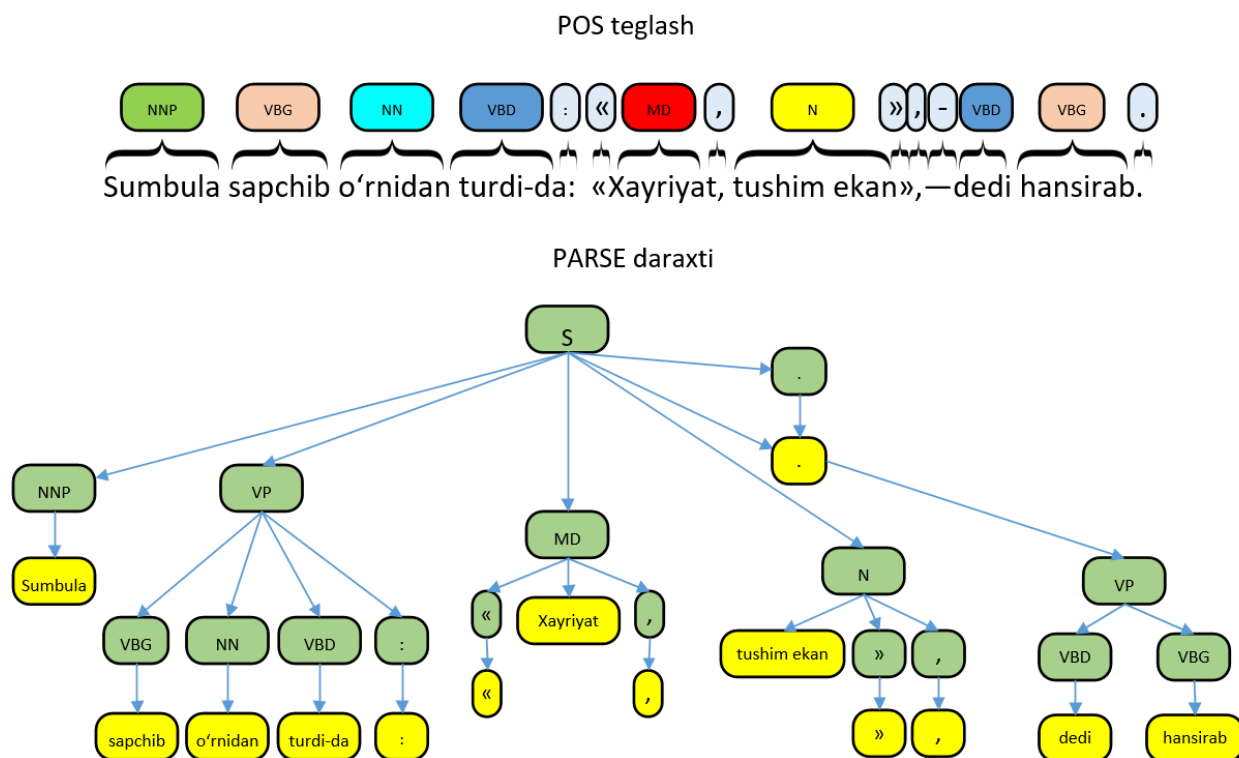 POS teglash
NNP VBG NN VBD : « MD , N » , - VBD VBG .
Sumbula sapchib o‘rnidan turdi-da: «Xayriyat, tushim ekan»,—dedi hansirab.
PARSE daraxti
S
.
NNP VP .
MD
Sumbula N VP
« Xayriyat ,
VBG NN VBD : tushim ekan » , VBD VBG
« ,
sapchib o‘rnidan turdi-da : » , dedi hansirab